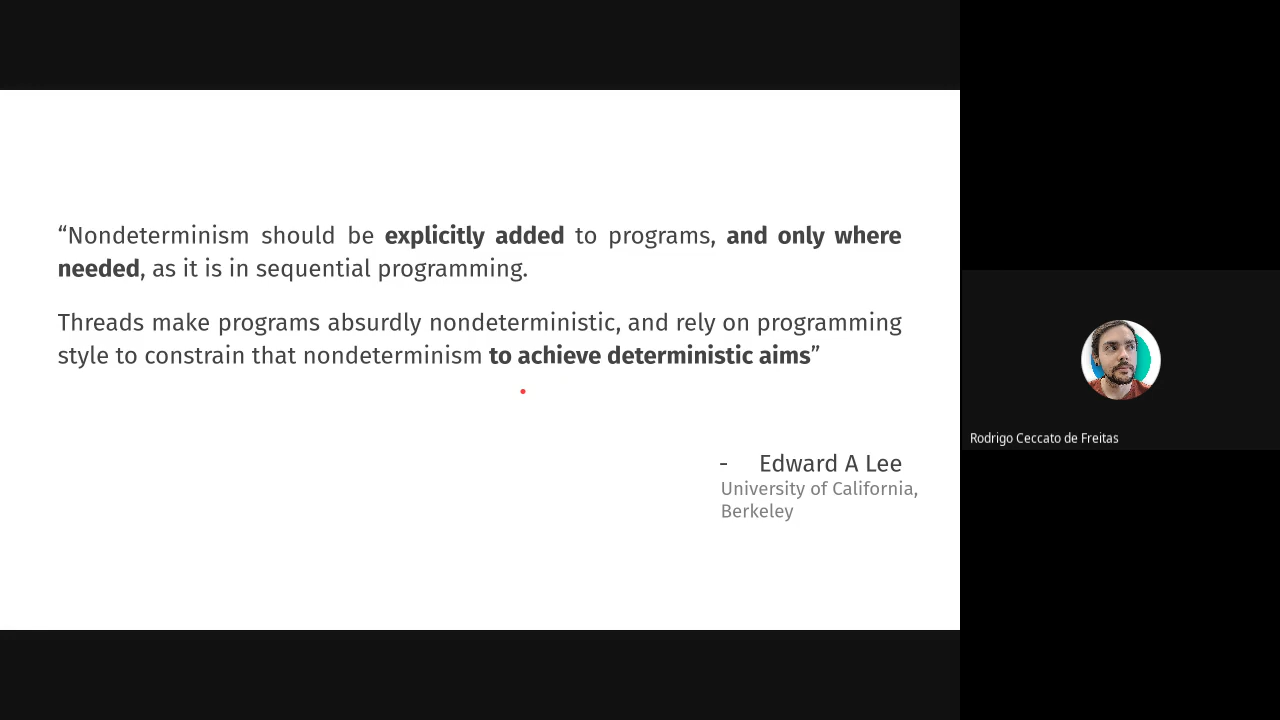 “Nondeterminism should be explicitly added to programs, and only where
needed, as it is in sequential programming.
Threads make programs absurdly nondeterministic, and rely on programming
style to constrain that nondeterminism to achieve deterministic aims”
- Edward A Lee
University of California,
Berkeley
Rodrigo Ceccato de Freitas